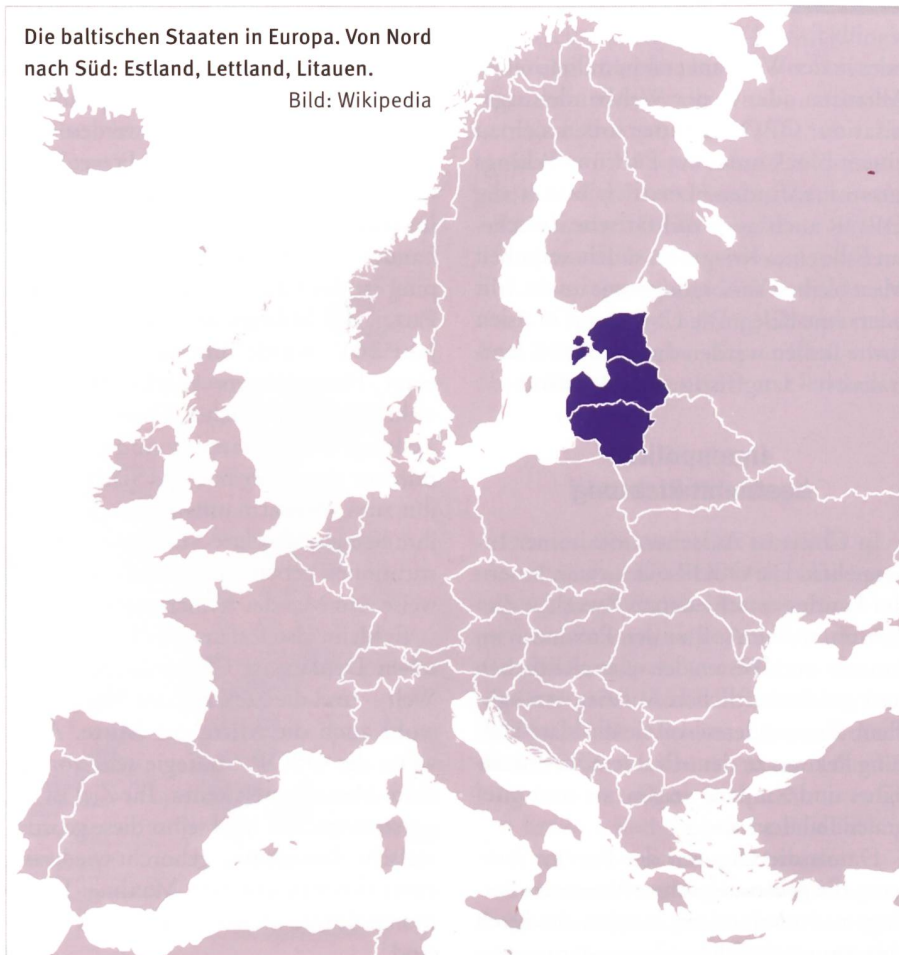 Die baltischen Staaten in Europa. Von Nord
nach Süd: Estland, Lettland, Litauen.
Bild: Wikipedia